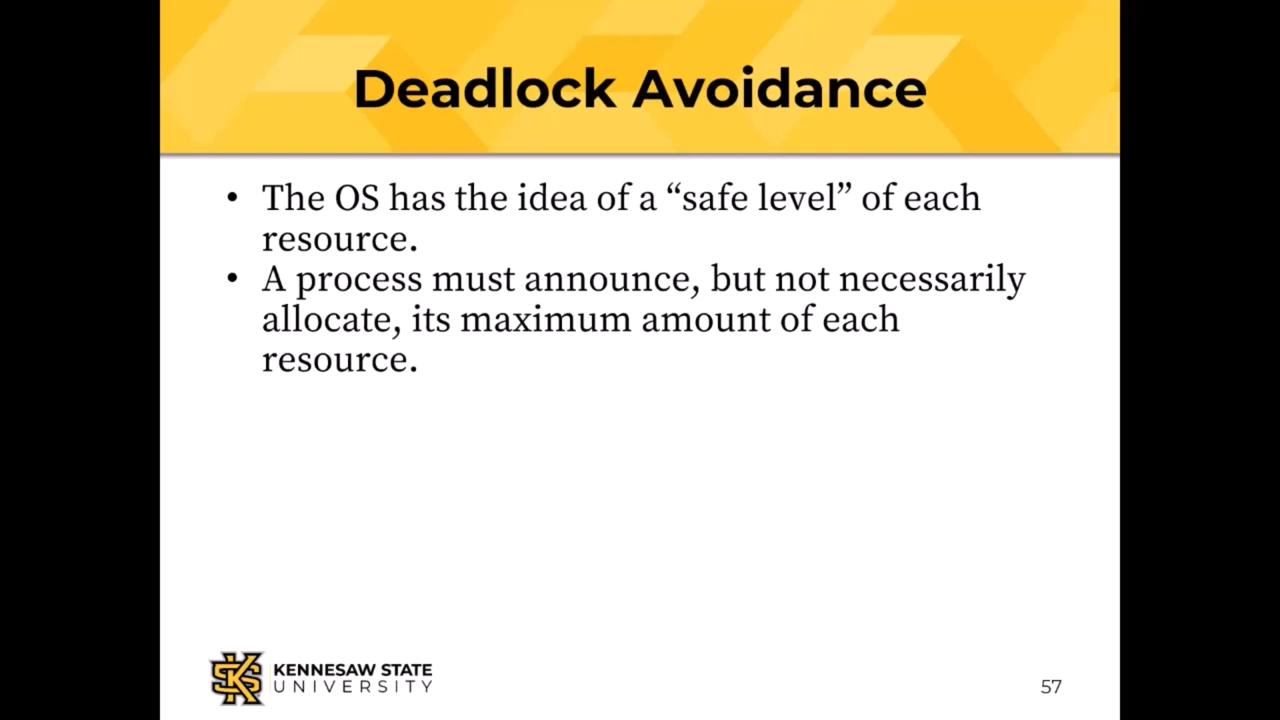 Deadlock Avoidance
• The OS has the idea of a “safe level” of each
resource.
• A process must announce, but not necessarily
allocate, its maximum amount of each
resource.
KENNESAW STATE
UNIVERSITY
57